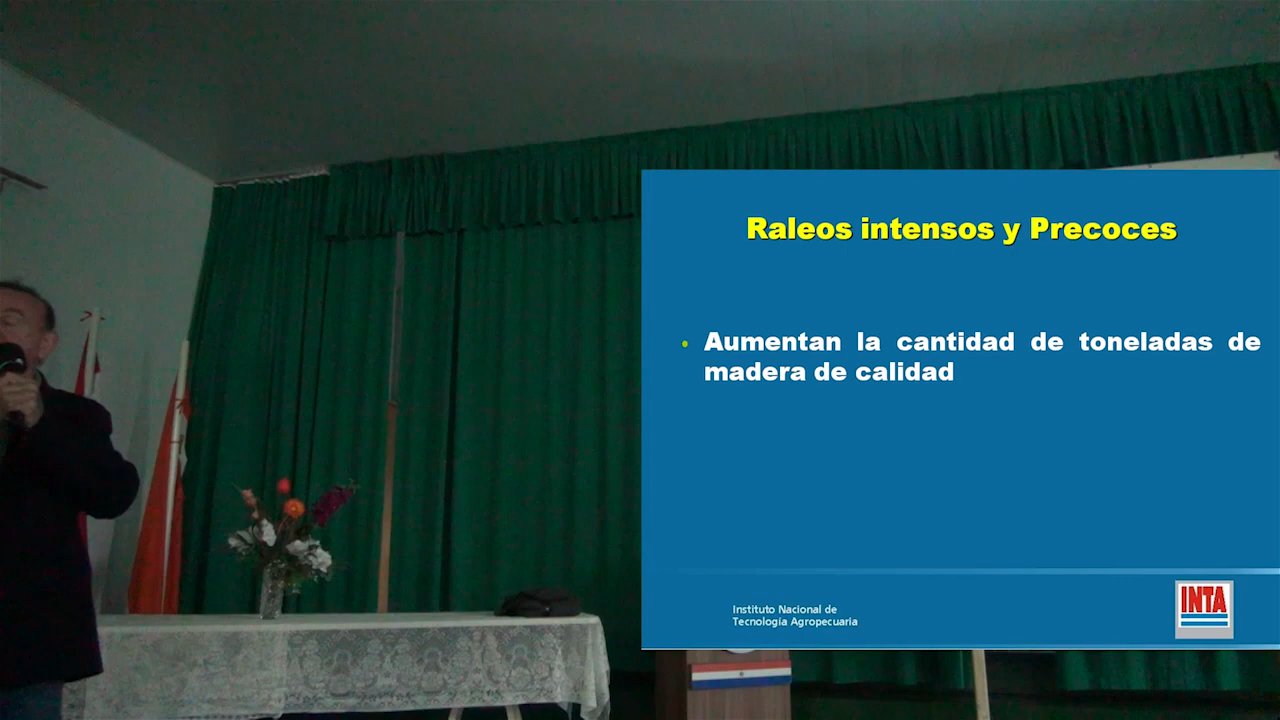 Raleos intensos y Precoces
• Aumentan la cantidad de toneladas de
madera de calidad
Instituto Nacional de
Tecnología Agropecuaria
INTA